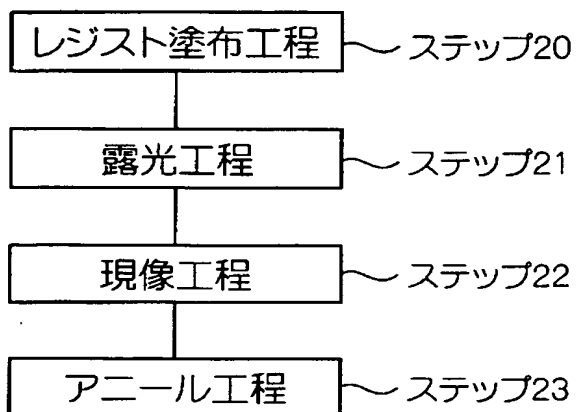 レジスト塗布工程 ステップ20
露光工程 ステップ21
現像工程 ステップ22
アニール工程 ステップ23